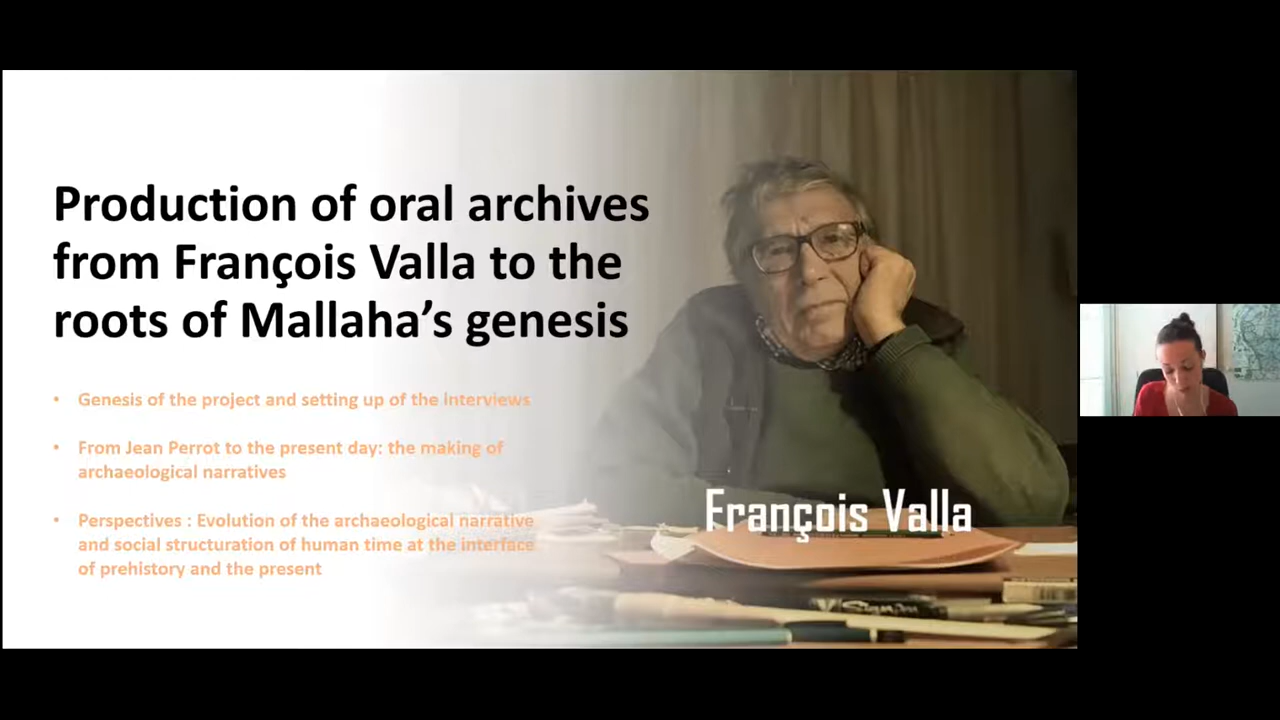 Production of oral archives
from François Valla to the
roots of Mallaha’s genesis
• Genesis of the project and setting up of the interviews
• From Jean Perrot to the present day: the making of
archaeological narratives
• Perspectives : Evolution of the archaeological narrative
and social structuration of human time at the interface
of prehistory and the present
François Valla